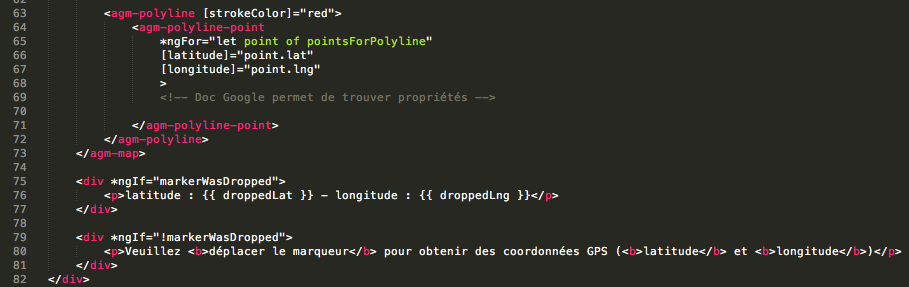 62
63 <agm-polyline [strokeColor]="red">
64 <agm-polyline-point
65 *ngFor="let point of pointsForPolyline"
66 [latitude]="point.lat"
67 [longitude]="point.lng"
68 >
69 <!-- Doc Google permet de trouver propriétés -->
70
71 </agm-polyline-point>
72 </agm-polyline>
73 </agm-map>
74
75 <div *ngIf="markerWasDropped">
76 <p>latitude : {{ droppedLat }} - longitude : {{ droppedLng }}</p>
77 </div>
78
79 <div *ngIf="!markerWasDropped">
80 <p>Veuillez <b>déplacer le marqueur</b> pour obtenir des coordonnées GPS (<b>latitude</b> et <b>longitude</b>)</p>
81 </div>
82 </div>